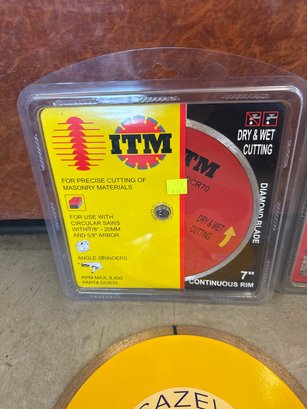 ITM
DRY & WET
CUTTING
FOR PRECISE CUTTING OF
MASONRY MATERIALS
ITM
DCR70
DRY & WET
CUTTING
DIAMOND BLADE
FOR USE WITH
CIRCULAR SAWS
WITH 7/8" - 20MM
AND 5/8" ARBOR
ANGLE GRINDERS
RPM MAX: 8,400
PART# DCR70
7"
CONTINUOUS RIM
GAZEL